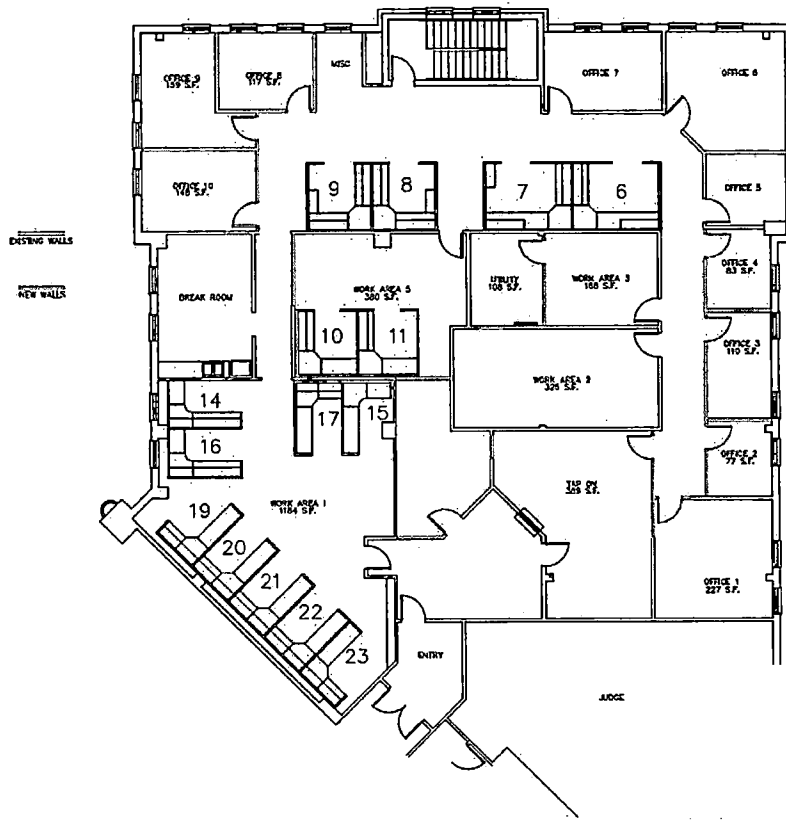 OFFICE 9
159 S.F.
OFFICE 8
117 S.F.
MISC
OFFICE 7
OFFICE 6
OFFICE 10
148 S.F.
9
8
7
6
OFFICE 5
EXISTING WALLS
NEW WALLS
BREAK ROOM
WORK AREA 5
380 S.F.
UTILITY
108 S.F.
WORK AREA 3
168 S.F.
OFFICE 4
83 S.F.
10
11
OFFICE 3
110 S.F.
WORK AREA 2
325 S.F.
14
17
15
16
OFFICE 2
77 S.F.
WORK AREA 1
1184 S.F.
19
20
21
22
23
OFFICE 1
227 S.F.
ENTRY
JUDGE